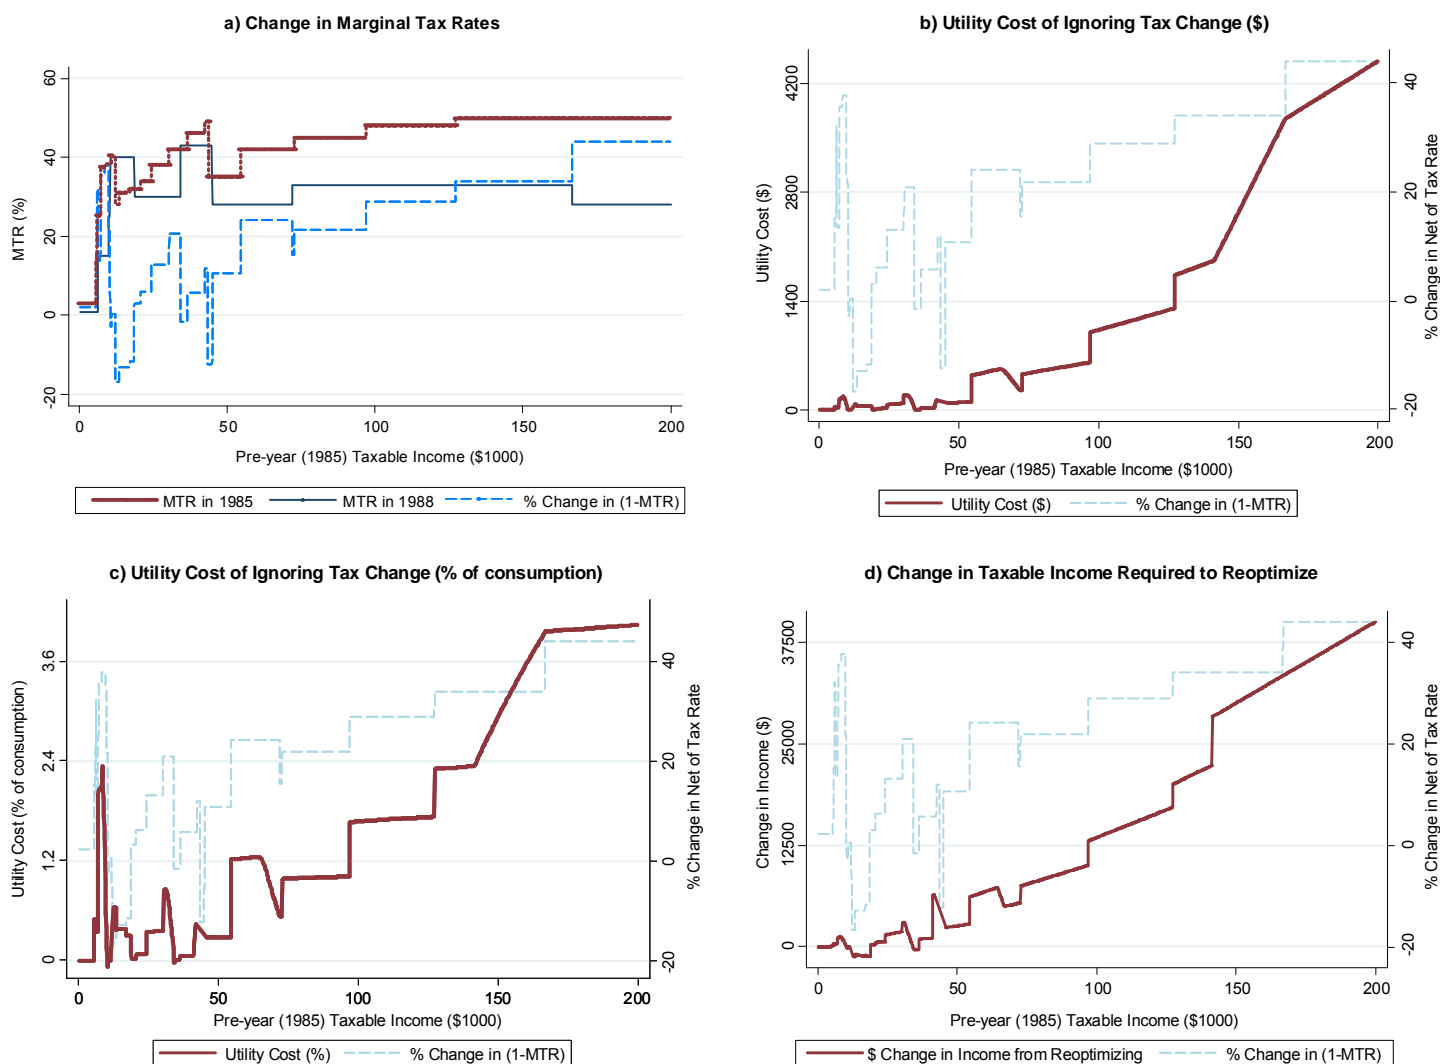 a) Change in Marginal Tax Rates
60
40
20
0
-20
MTR (%)
0 50 100 150 200
Pre-year (1985) Taxable Income ($1000)
MTR in 1985 MTR in 1988 % Change in (1-MTR)
b) Utility Cost of Ignoring Tax Change ($)
4200
2800
1400
0
Utility Cost ($)
40
20
0
-20
% Change in Net of Tax Rate
0 50 100 150 200
Pre-year (1985) Taxable Income ($1000)
Utility Cost ($) % Change in (1-MTR)
c) Utility Cost of Ignoring Tax Change (% of consumption)
3.6
2.4
1.2
0
Utility Cost (% of consumption)
40
20
0
-20
% Change in Net of Tax Rate
0 50 100 150 200
Pre-year (1985) Taxable Income ($1000)
Utility Cost (%) % Change in (1-MTR)
d) Change in Taxable Income Required to Reoptimize
37500
25000
12500
0
Change in Income ($)
40
20
0
-20
% Change in Net of Tax Rate
0 50 100 150 200
Pre-year (1985) Taxable Income ($1000)
$ Change in Income from Reoptimizing % Change in (1-MTR)